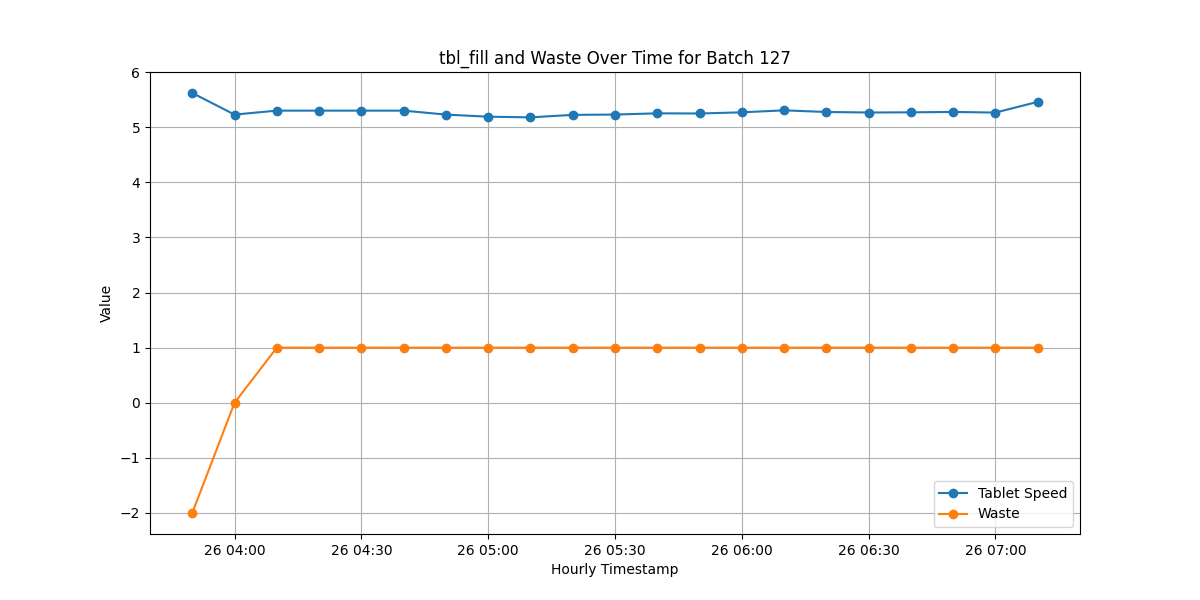 tbl_fill and Waste Over Time for Batch 127
Value
6
5
4
3
2
1
0
−1
−2
Tablet Speed
Waste
26 04:00 26 04:30 26 05:00 26 05:30 26 06:00 26 06:30 26 07:00
Hourly Timestamp